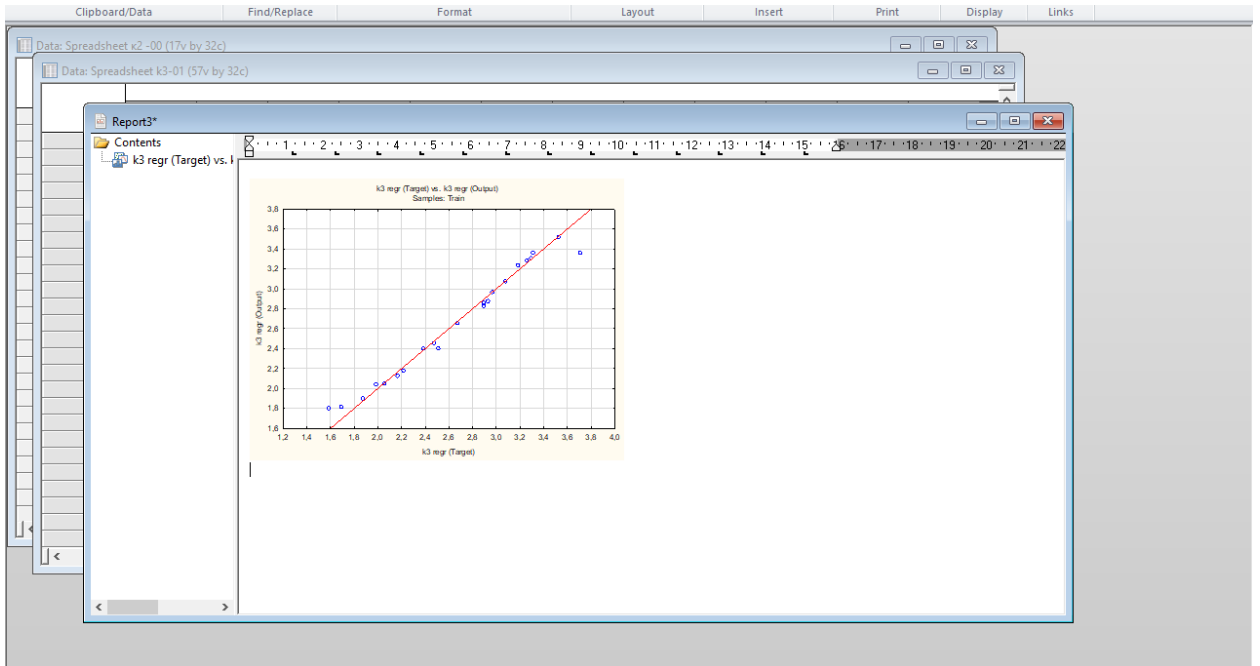 Clipboard/Data Find/Replace Format Layout Insert Print Display Links
Data: Spreadsheet к2 -00 (17v by 32c)
Data: Spreadsheet k3-01 (57v by 32c)
Report3*
Contents
k3 regr (Target) vs. k
1 2 3 4 5 6 7 8 9 10 11 12 13 14 15 16 17 18 19 20 21 22
k3 regr (Target) vs. k3 regr (Output)
Samples: Train
3,8
3,6
3,4
3,2
3,0
2,8
2,6
2,4
2,2
2,0
1,8
1,6
k3 regr (Output)
1,2 1,4 1,6 1,8 2,0 2,2 2,4 2,6 2,8 3,0 3,2 3,4 3,6 3,8 4,0
k3 regr (Target)